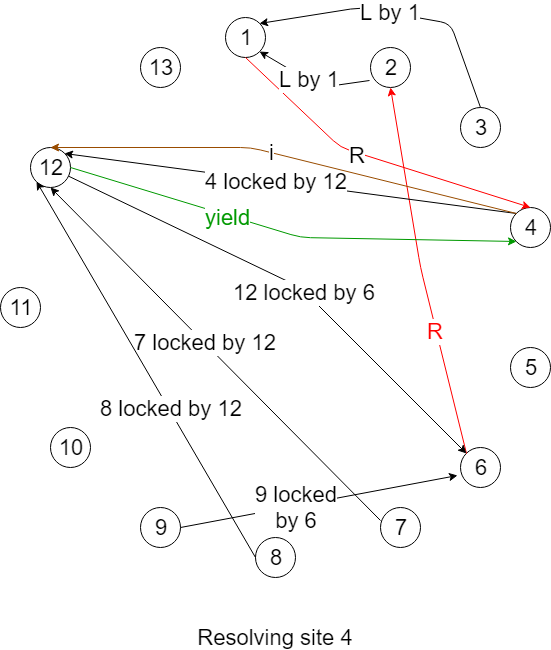 L by 1
1
13
L by 1
2
3
i
R
12
4 locked by 12
yield
4
12 locked by 6
11
R
7 locked by 12
5
8 locked by 12
10
6
9 locked
by 6
9
7
8
Resolving site 4